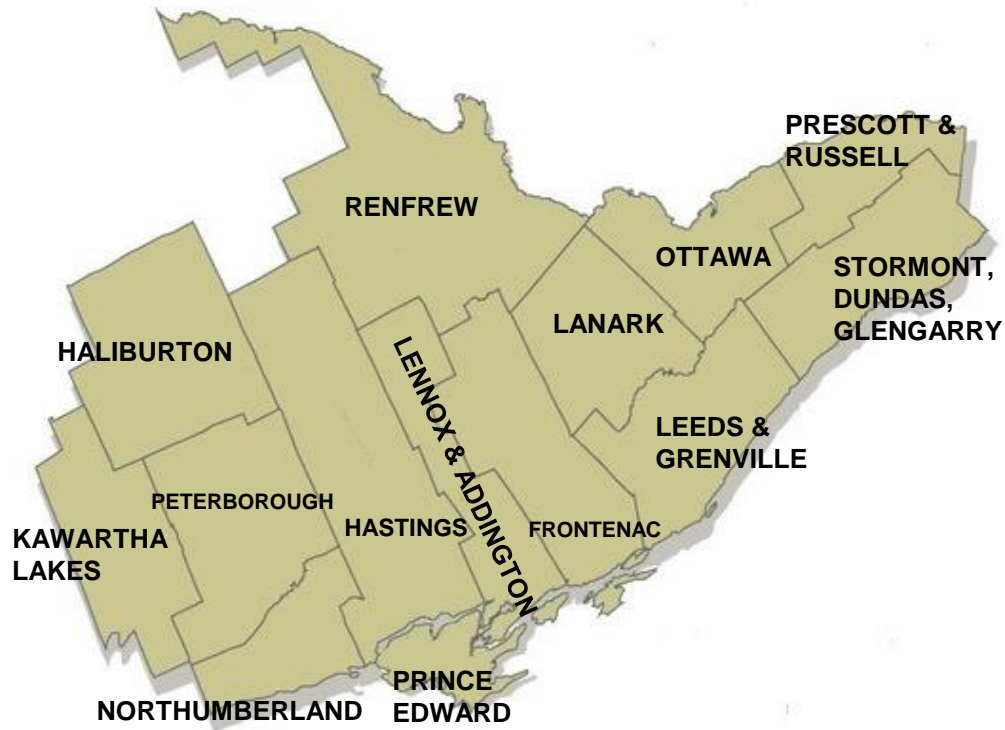 PRESCOTT &
RUSSELL
RENFREW
OTTAWA
STORMONT,
DUNDAS,
GLENGARRY
LANARK
HALIBURTON
LENNOX & ADDINGTON
LEEDS &
GRENVILLE
PETERBOROUGH
HASTINGS
FRONTENAC
KAWARTHA
LAKES
PRINCE
EDWARD
NORTHUMBERLAND